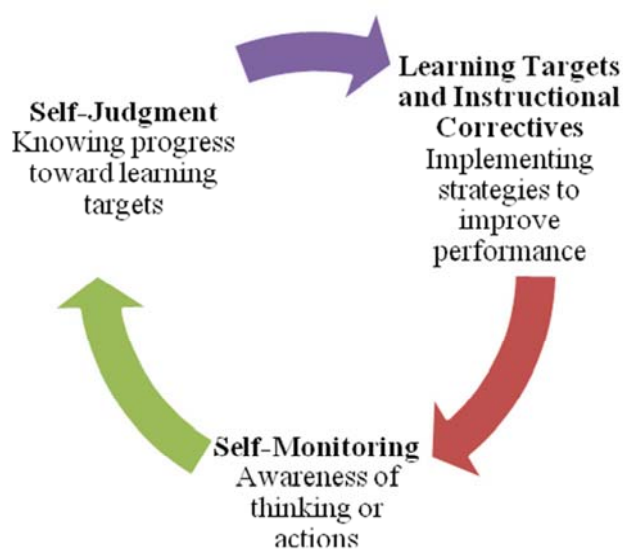 Self-Judgment
Knowing progress
toward learning
targets
Learning Targets
and Instructional
Correctives
Implementing
strategies to
improve
performance
Self-Monitoring
Awareness of
thinking or
actions